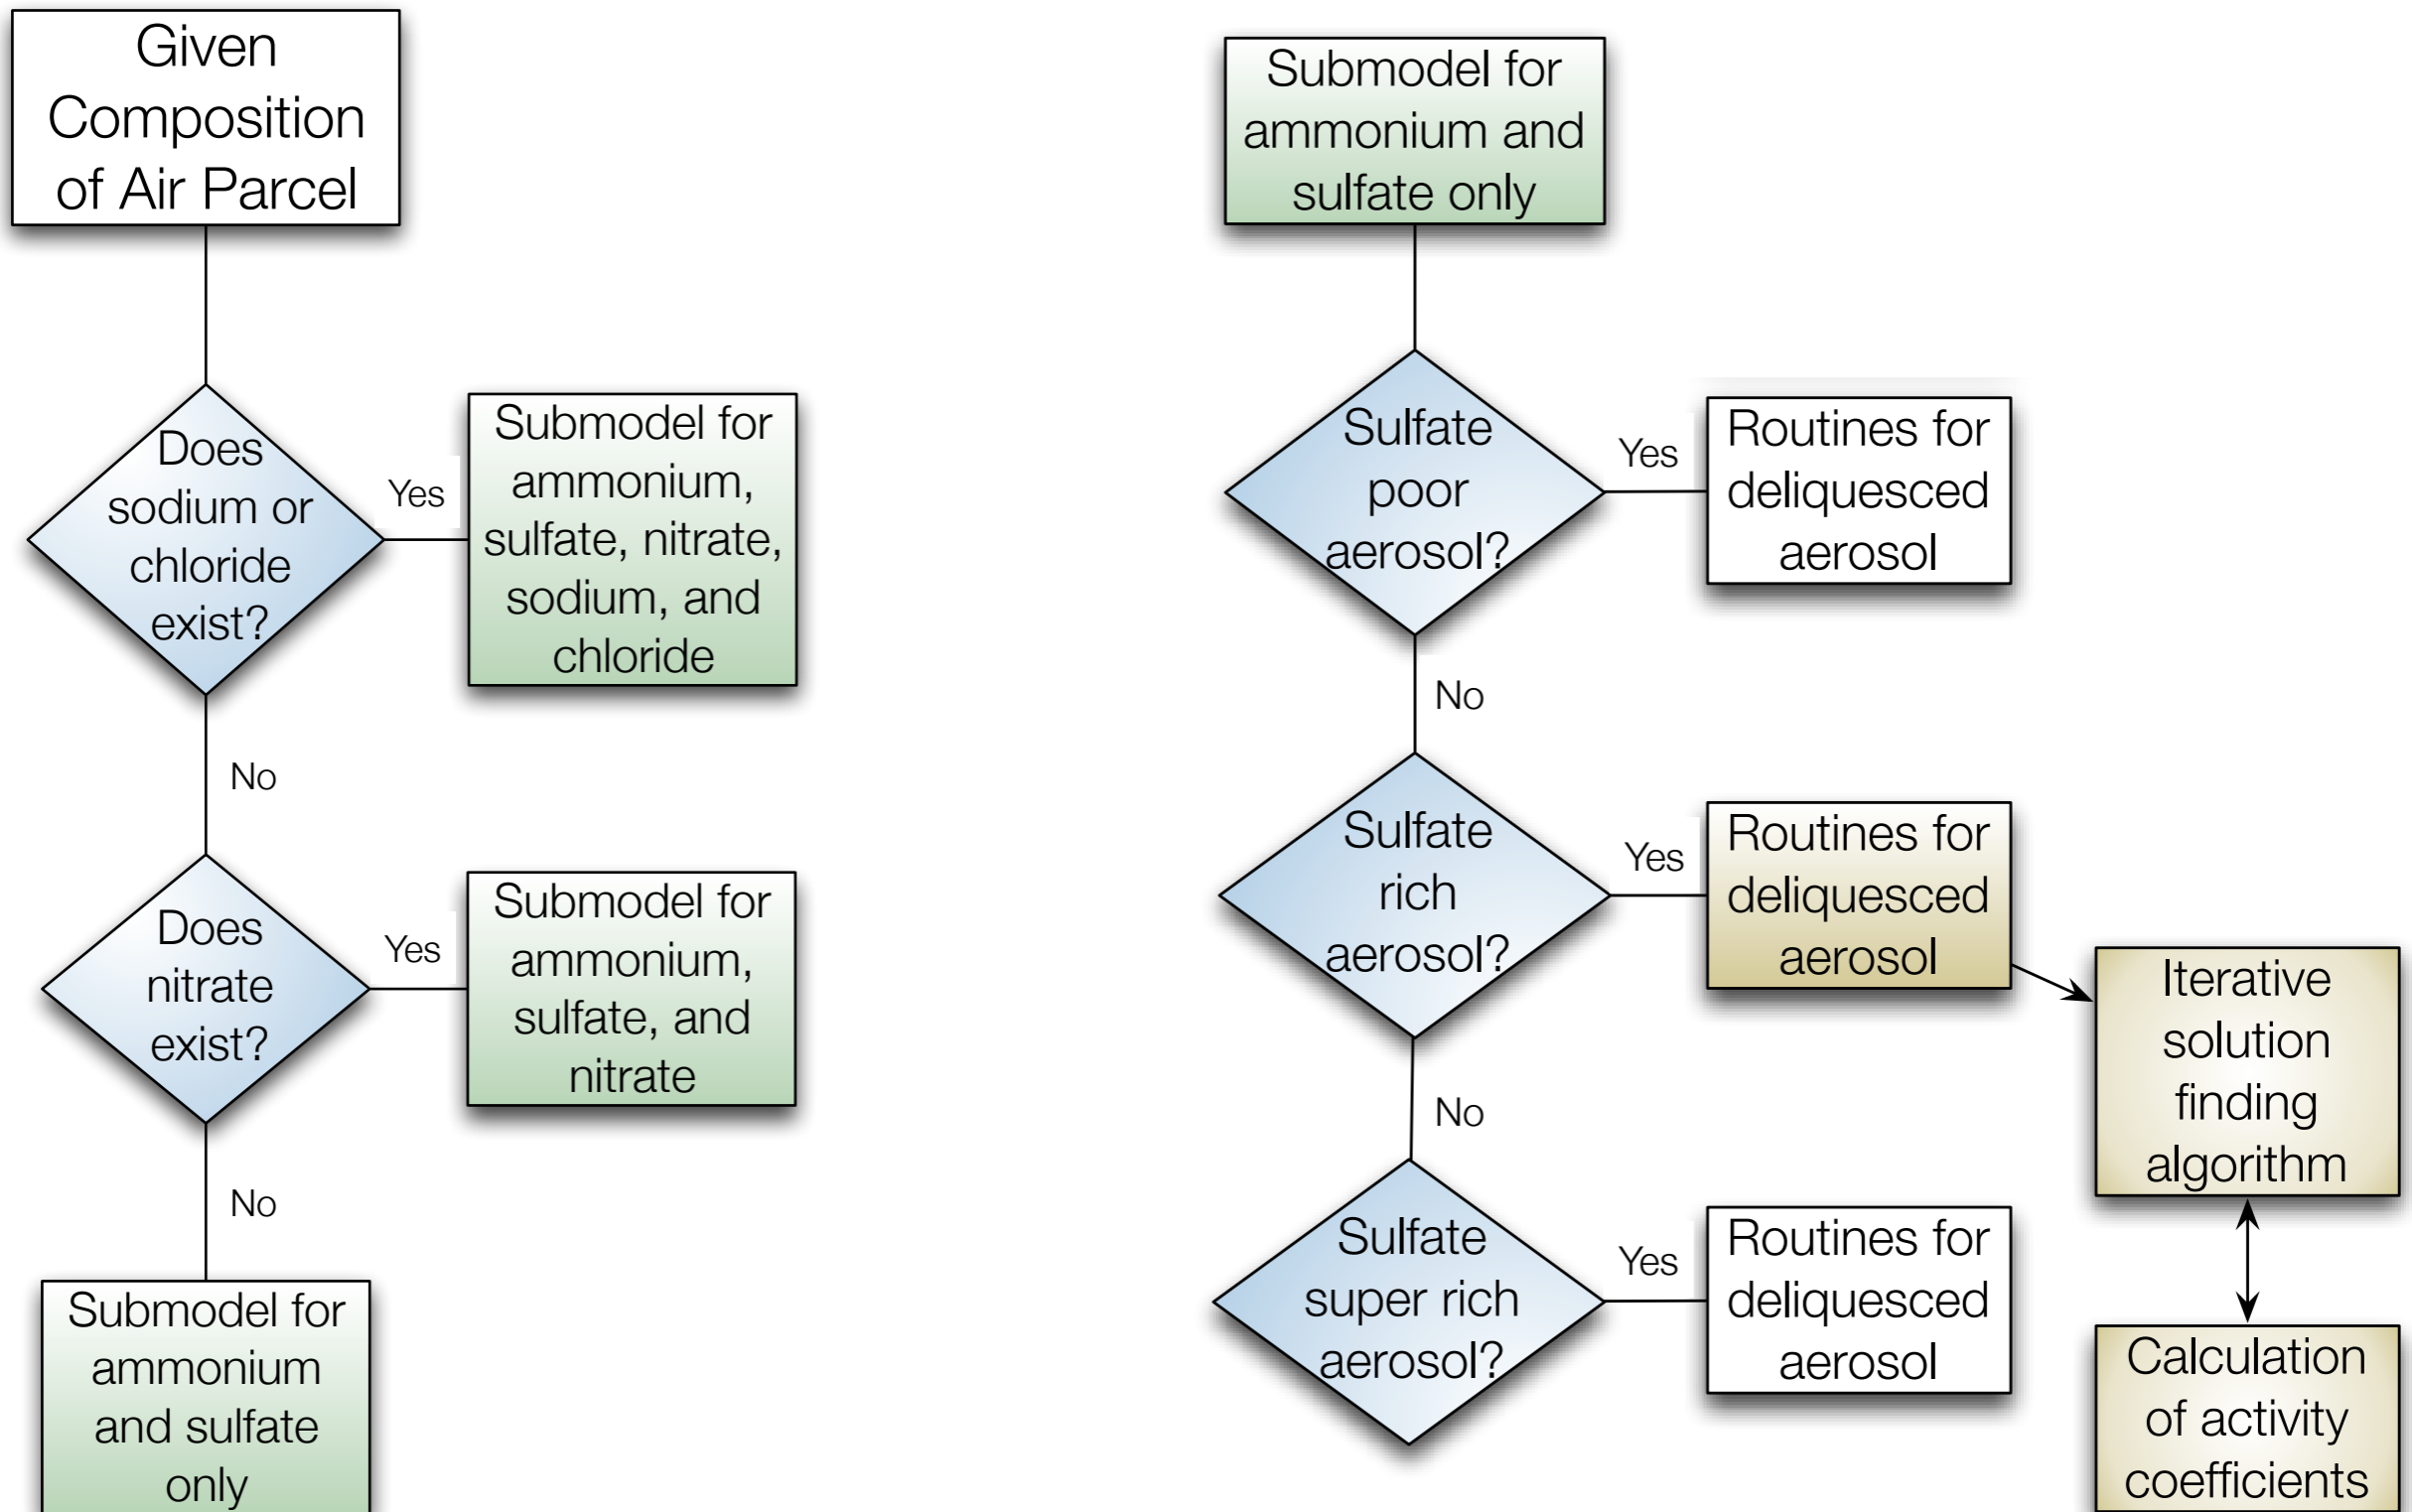 Given
Composition
of Air Parcel
Does
sodium or
chloride
exist?
Yes
Submodel for
ammonium,
sulfate, nitrate,
sodium, and
chloride
No
Does
nitrate
exist?
Yes
Submodel for
ammonium,
sulfate, and
nitrate
No
Submodel for
ammonium
and sulfate
only
Submodel for
ammonium and
sulfate only
Sulfate
poor
aerosol?
Yes
Routines for
deliquesced
aerosol
No
Sulfate
rich
aerosol?
Yes
Routines for
deliquesced
aerosol
Iterative
solution
finding
algorithm
Calculation
of activity
coefficients
No
Sulfate
super rich
aerosol?
Yes
Routines for
deliquesced
aerosol